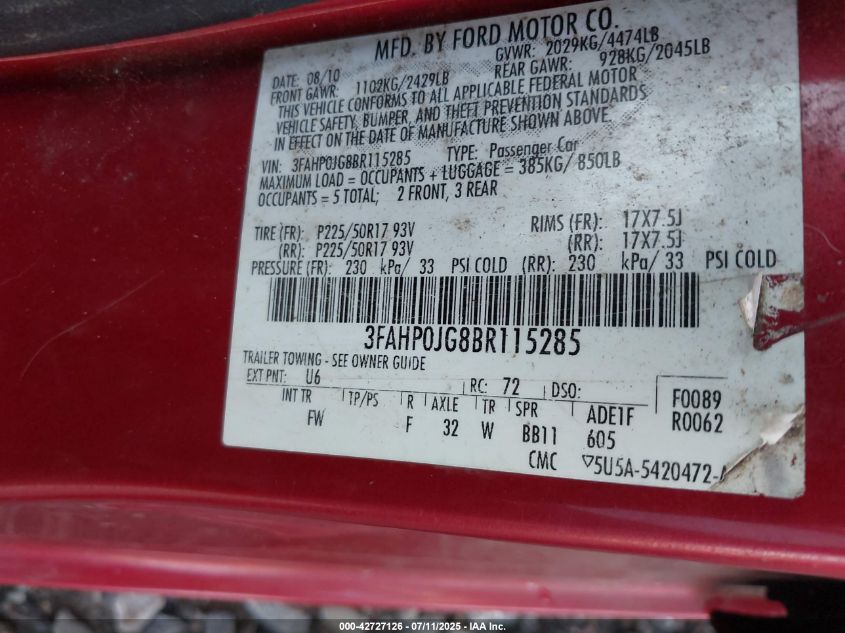 MFD. BY FORD MOTOR CO.
DATE: 08/10 GVWR: 2029KG/4474LB
FRONT GAWR: 1102KG/2429LB REAR GAWR: 928KG/2045LB
THIS VEHICLE CONFORMS TO ALL APPLICABLE FEDERAL MOTOR
VEHICLE SAFETY, BUMPER, AND THEFT PREVENTION STANDARDS
IN EFFECT ON THE DATE OF MANUFACTURE SHOWN ABOVE.
VIN: 3FAHP0JG8BR115285 TYPE: Passenger Car
MAXIMUM LOAD = OCCUPANTS + LUGGAGE = 385KG/ 850LB
OCCUPANTS = 5 TOTAL; 2 FRONT, 3 REAR
TIRE (FR): P225/50R17 93V RIMS (FR): 17X7.5J
(RR): P225/50R17 93V (RR): 17X7.5J
PRESSURE (FR): 230 kPa/ 33 PSI COLD (RR): 230 kPa/ 33 PSI COLD
3FAHP0JG8BR115285
TRAILER TOWING - SEE OWNER GUIDE
EXT PNT: U6 RC: 72 DSO: F0089
INT TR TP/PS R AXLE TR SPR ADE1F R0062
FW F 32 W BB11 605
CMC ▽5U5A-5420472-A
000-42727126 - 07/11/2025 - IAA Inc.